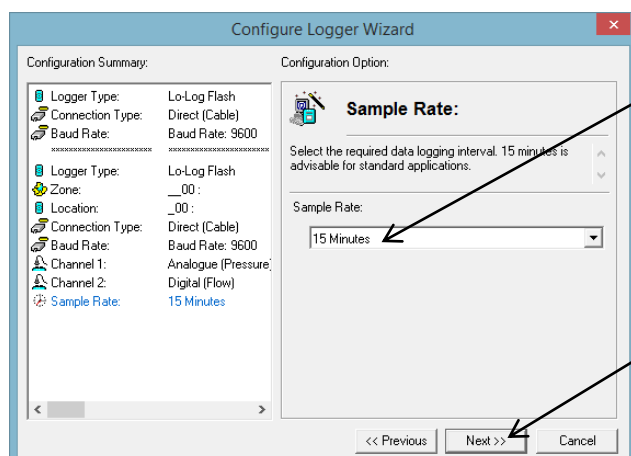 Configure Logger Wizard
Configuration Summary:
Logger Type: Lo-Log Flash
Connection Type: Direct (Cable)
Baud Rate: Baud Rate: 9600
xxxxxxxxxxxxxxxxxxxxxx xxxxxxxxxxxxxxxxxxxxxx
Logger Type: Lo-Log Flash
Zone: __00 :
Location: _00 :
Connection Type: Direct (Cable)
Baud Rate: Baud Rate: 9600
Channel 1: Analogue (Pressure)
Channel 2: Digital (Flow)
Sample Rate: 15 Minutes
Configuration Option:
Sample Rate:
Select the required data logging interval. 15 minutes is
advisable for standard applications.
Sample Rate:
15 Minutes
<< Previous
Next >>
Cancel